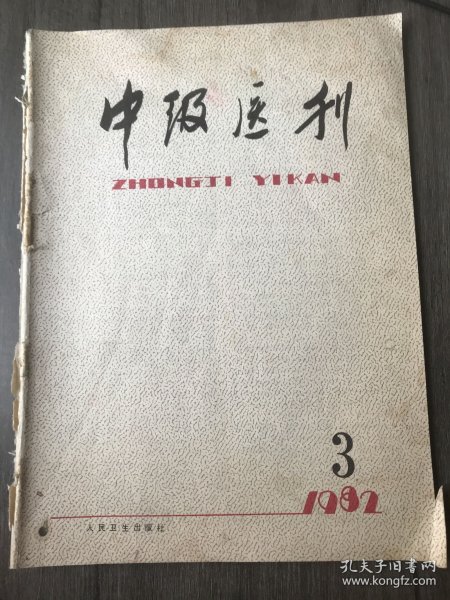 中级医刊
ZHONGJI YIKAN
3
1982
人民卫生出版社
孔夫子旧书网
www.kongfz.com